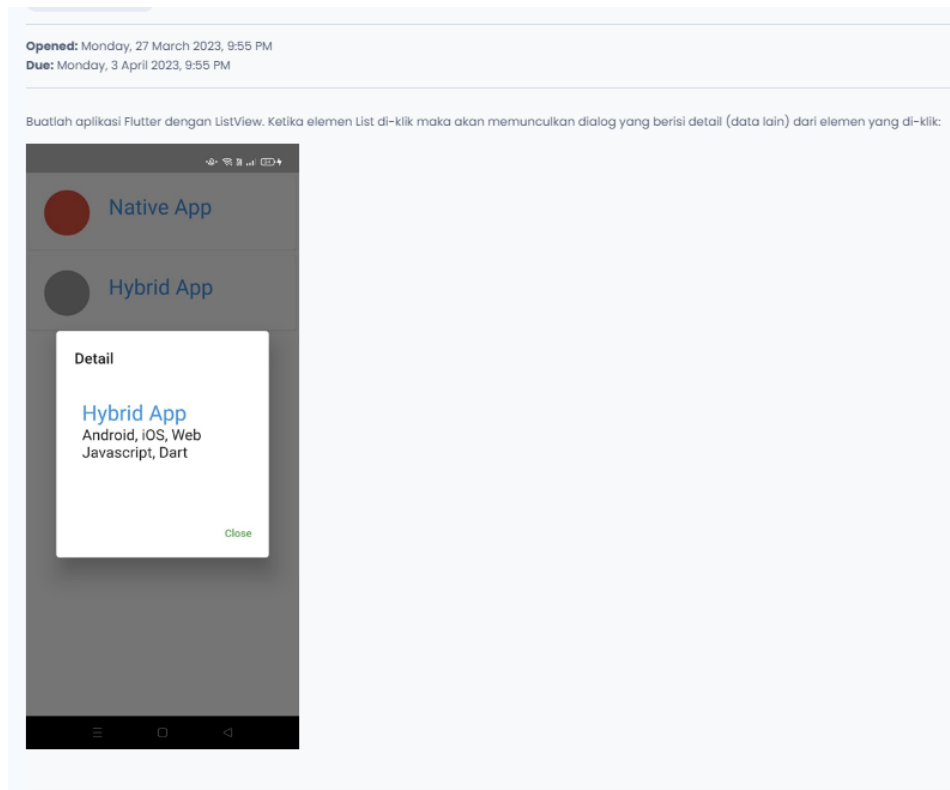 Opened: Monday, 27 March 2023, 9:55 PM
Due: Monday, 3 April 2023, 9:55 PM
Buatlah aplikasi Flutter dengan ListView. Ketika elemen List di-klik maka akan memunculkan dialog yang berisi detail (data lain) dari elemen yang di-klik:
Native App
Hybrid App
Detail
Hybrid App
Android, iOS, Web
Javascript, Dart
Close